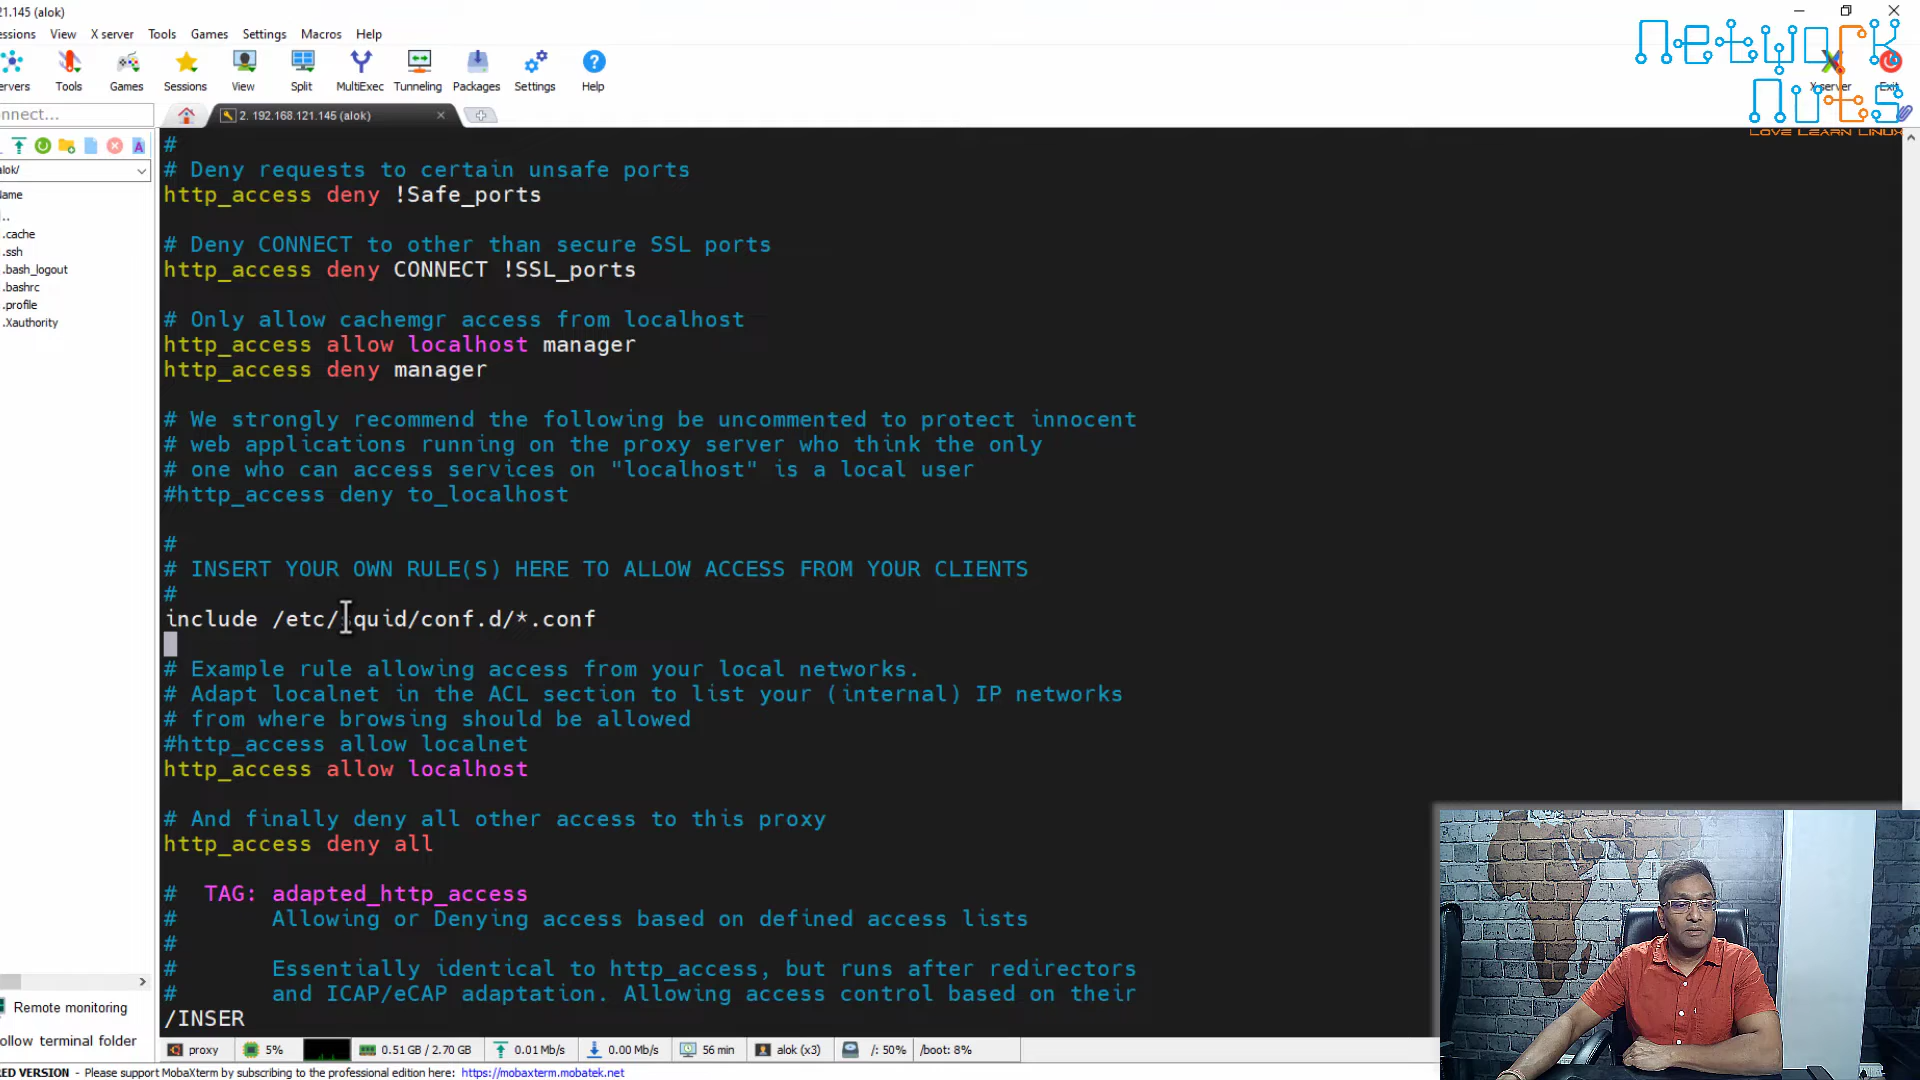 21.145 (alok)
essions View X server Tools Games Settings Macros Help
ervers Tools Games Sessions View Split MultiExec Tunneling Packages Settings Help
X server Exit
Network Nuts
LOVE LEARN LINUX
nnect...
2. 192.168.121.145 (alok)
alok/
ame
..
.cache
.ssh
.bash_logout
.bashrc
.profile
.Xauthority
#
# Deny requests to certain unsafe ports
http_access deny !Safe_ports
# Deny CONNECT to other than secure SSL ports
http_access deny CONNECT !SSL_ports
# Only allow cachemgr access from localhost
http_access allow localhost manager
http_access deny manager
# We strongly recommend the following be uncommented to protect innocent
# web applications running on the proxy server who think the only
# one who can access services on "localhost" is a local user
#http_access deny to_localhost
#
# INSERT YOUR OWN RULE(S) HERE TO ALLOW ACCESS FROM YOUR CLIENTS
#
include /etc/squid/conf.d/*.conf
# Example rule allowing access from your local networks.
# Adapt localnet in the ACL section to list your (internal) IP networks
# from where browsing should be allowed
#http_access allow localnet
http_access allow localhost
# And finally deny all other access to this proxy
http_access deny all
# TAG: adapted_http_access
# Allowing or Denying access based on defined access lists
#
# Essentially identical to http_access, but runs after redirectors
# and ICAP/eCAP adaptation. Allowing access control based on their
/INSER
Remote monitoring
ollow terminal folder
proxy 5% 0.51 GB / 2.70 GB 0.01 Mb/s 0.00 Mb/s 56 min alok (x3) /: 50% /boot: 8%
RED VERSION - Please support MobaXterm by subscribing to the professional edition here: https://mobaxterm.mobatek.net